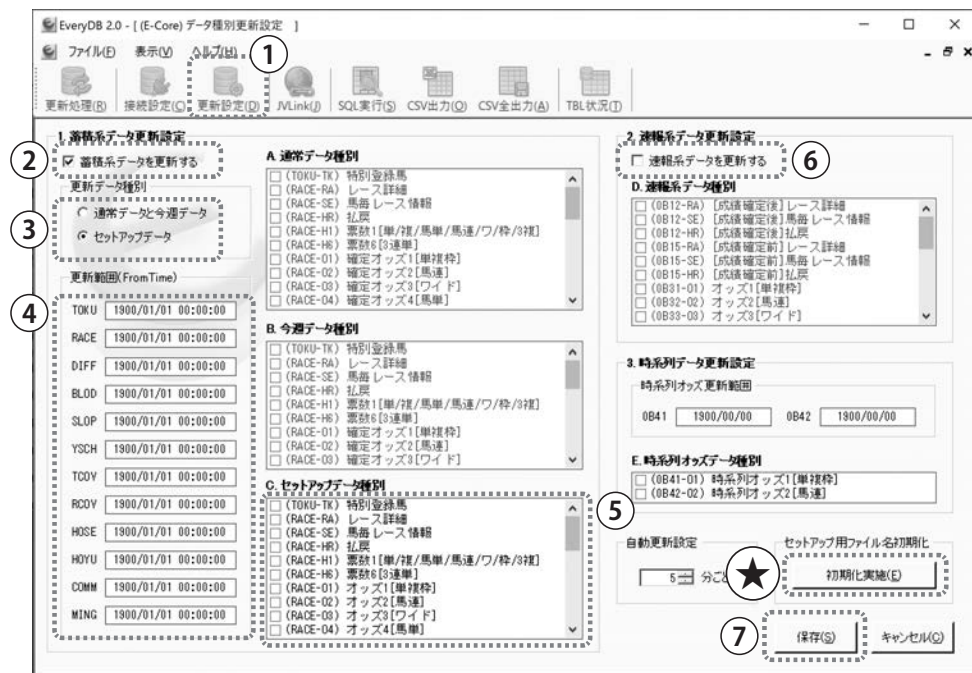 EveryDB 2.0 - [ (E-Core) データ種別更新設定 ]
ファイル(F) 表示(V) ヘルプ(H)
①
更新処理(R) 接続設定(C) 更新設定(D) JVLink(J) SQL実行(S) CSV出力(O) CSV全出力(A) TBL状況(T)
1. 蓄積系データ更新設定
② 蓄積系データを更新する
更新データ種別
③
通常データと今週データ
セットアップデータ
更新範囲(FromTime)
④
TOKU 1900/01/01 00:00:00
RACE 1900/01/01 00:00:00
DIFF 1900/01/01 00:00:00
BLOD 1900/01/01 00:00:00
SLOP 1900/01/01 00:00:00
YSCH 1900/01/01 00:00:00
TCOV 1900/01/01 00:00:00
RCOV 1900/01/01 00:00:00
HOSE 1900/01/01 00:00:00
HOYU 1900/01/01 00:00:00
COMM 1900/01/01 00:00:00
MING 1900/01/01 00:00:00
A. 通常データ種別
(TOKU-TK) 特別登録馬
(RACE-RA) レース詳細
(RACE-SE) 馬毎レース情報
(RACE-HR) 払戻
(RACE-H1) 票数1[単/複/馬単/馬連/ワ/枠/3複]
(RACE-H6) 票数6[3連単]
(RACE-O1) 確定オッズ1[単複枠]
(RACE-O2) 確定オッズ2[馬連]
(RACE-O3) 確定オッズ3[ワイド]
(RACE-O4) 確定オッズ4[馬単]
B. 今週データ種別
(TOKU-TK) 特別登録馬
(RACE-RA) レース詳細
(RACE-SE) 馬毎レース情報
(RACE-HR) 払戻
(RACE-H1) 票数1[単/複/馬単/馬連/ワ/枠/3複]
(RACE-H6) 票数6[3連単]
(RACE-O1) 確定オッズ1[単複枠]
(RACE-O2) 確定オッズ2[馬連]
(RACE-O3) 確定オッズ3[ワイド]
C. セットアップデータ種別
⑤
(TOKU-TK) 特別登録馬
(RACE-RA) レース詳細
(RACE-SE) 馬毎レース情報
(RACE-HR) 払戻
(RACE-H1) 票数1[単/複/馬単/馬連/ワ/枠/3複]
(RACE-H6) 票数6[3連単]
(RACE-O1) オッズ1[単複枠]
(RACE-O2) オッズ2[馬連]
(RACE-O3) オッズ3[ワイド]
(RACE-O4) オッズ4[馬単]
2. 速報系データ更新設定
速報系データを更新する ⑥
D. 速報系データ種別
(0B12-RA) [成績確定後]レース詳細
(0B12-SE) [成績確定後]馬毎レース情報
(0B12-HR) [成績確定後]払戻
(0B15-RA) [成績確定前]レース詳細
(0B15-SE) [成績確定前]馬毎レース情報
(0B15-HR) [成績確定前]払戻
(0B31-O1) オッズ1[単複枠]
(0B32-O2) オッズ2[馬連]
(0B33-O3) オッズ3[ワイド]
3. 時系列データ更新設定
時系列オッズ更新範囲
0B41 1900/00/00 0B42 1900/00/00
E. 時系列オッズデータ種別
(0B41-O1) 時系列オッズ1[単複枠]
(0B42-O2) 時系列オッズ2[馬連]
自動更新設定
5 分ご
セットアップ用ファイル名初期化
★ 初期化実施(E)
⑦ 保存(S) キャンセル(C)